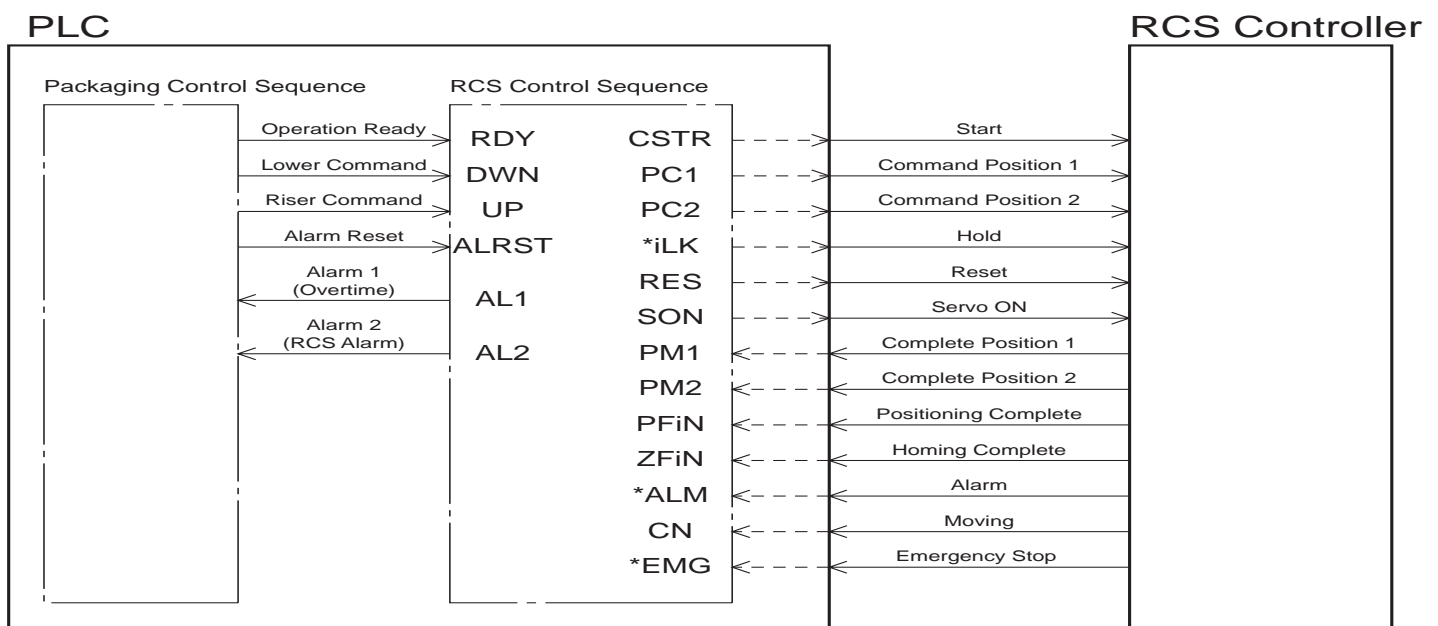 PLC
RCS Controller
Packaging Control Sequence
RCS Control Sequence
Operation Ready
RDY
CSTR
Start
Lower Command
DWN
PC1
Command Position 1
Riser Command
UP
PC2
Command Position 2
Alarm Reset
ALRST
*iLK
Hold
Alarm 1
(Overtime)
AL1
RES
Reset
SON
Servo ON
Alarm 2
(RCS Alarm)
AL2
PM1
Complete Position 1
PM2
Complete Position 2
PFiN
Positioning Complete
ZFiN
Homing Complete
*ALM
Alarm
CN
Moving
*EMG
Emergency Stop